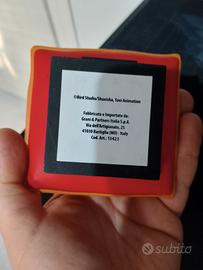 ©Bird Studio/Shueisha, Toei Animation
Fabbricato e Importato da:
Grani & Partners Italia S.p.A
Via dell'Artigianato, 25
41030 Bastiglia (MO) - Italy
Cod. Art.: 13423
subito